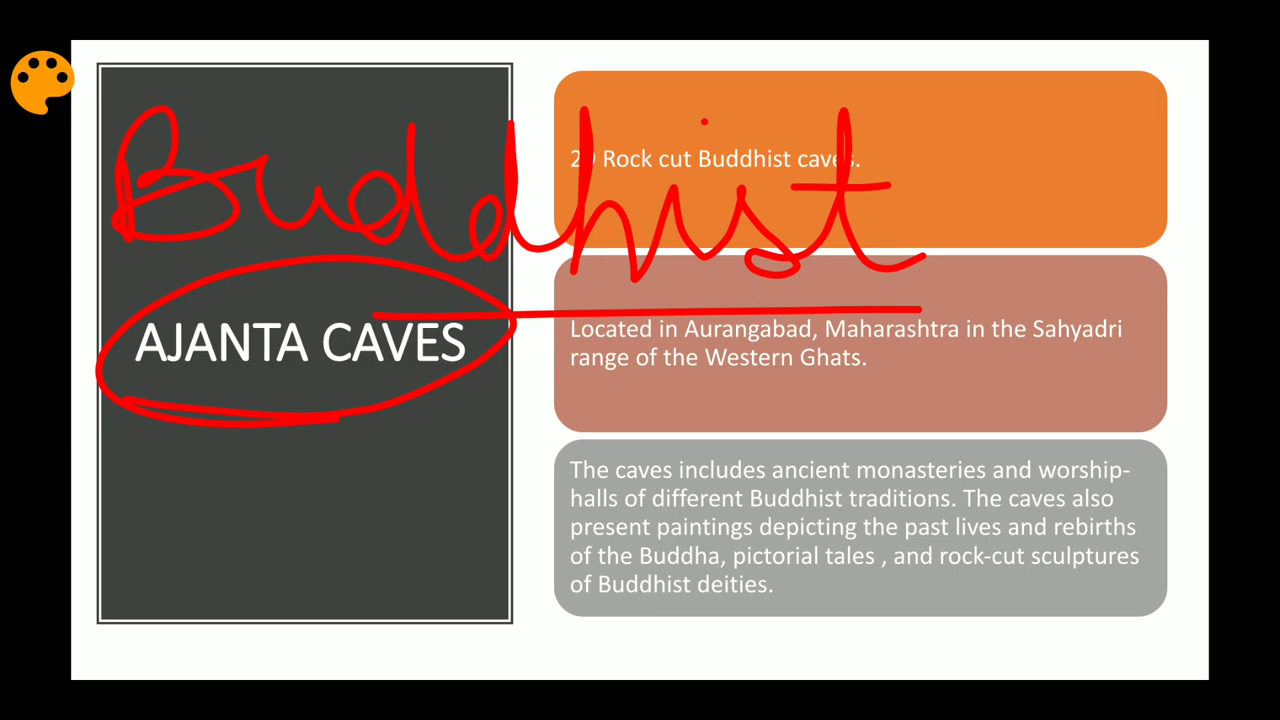 Buddhist
AJANTA CAVES
Rock cut Buddhist caves.
Located in Aurangabad, Maharashtra in the Sahyadri
range of the Western Ghats.
The caves includes ancient monasteries and worship-
halls of different Buddhist traditions. The caves also
present paintings depicting the past lives and rebirths
of the Buddha, pictorial tales , and rock-cut sculptures
of Buddhist deities.